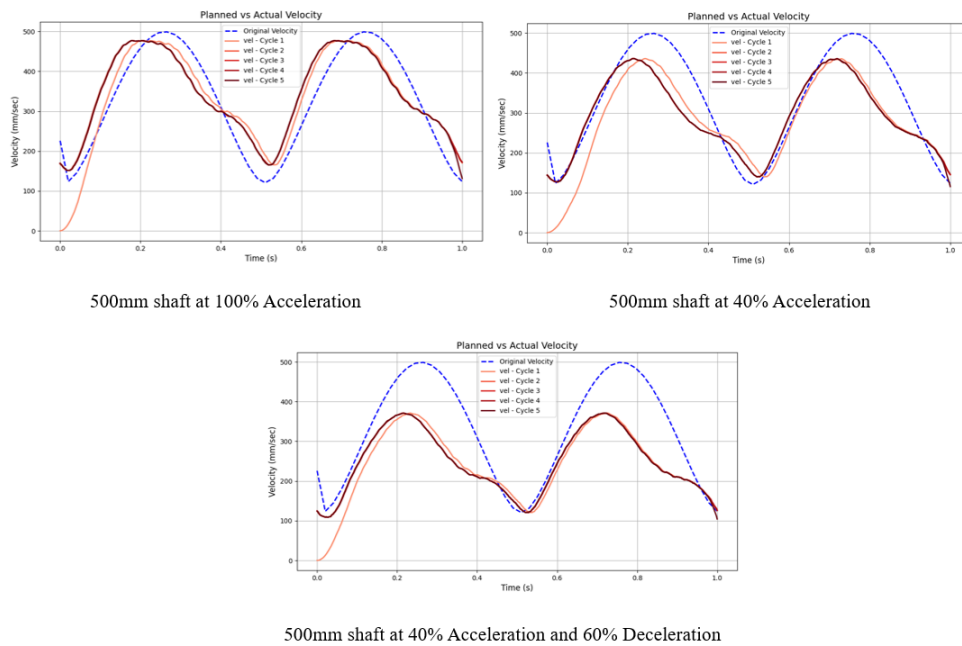 Planned vs Actual Velocity
500
400
300
200
100
0
Velocity (mm/sec)
Original Velocity
vel - Cycle 1
vel - Cycle 2
vel - Cycle 3
vel - Cycle 4
vel - Cycle 5
0.0 0.2 0.4 0.6 0.8 1.0
Time (s)
500mm shaft at 100% Acceleration
Planned vs Actual Velocity
500
400
300
200
100
0
Velocity (mm/sec)
Original Velocity
vel - Cycle 1
vel - Cycle 2
vel - Cycle 3
vel - Cycle 4
vel - Cycle 5
0.0 0.2 0.4 0.6 0.8 1.0
Time (s)
500mm shaft at 40% Acceleration
Planned vs Actual Velocity
500
400
300
200
100
0
Velocity (mm/sec)
Original Velocity
vel - Cycle 1
vel - Cycle 2
vel - Cycle 3
vel - Cycle 4
vel - Cycle 5
0.0 0.2 0.4 0.6 0.8 1.0
Time (s)
500mm shaft at 40% Acceleration and 60% Deceleration